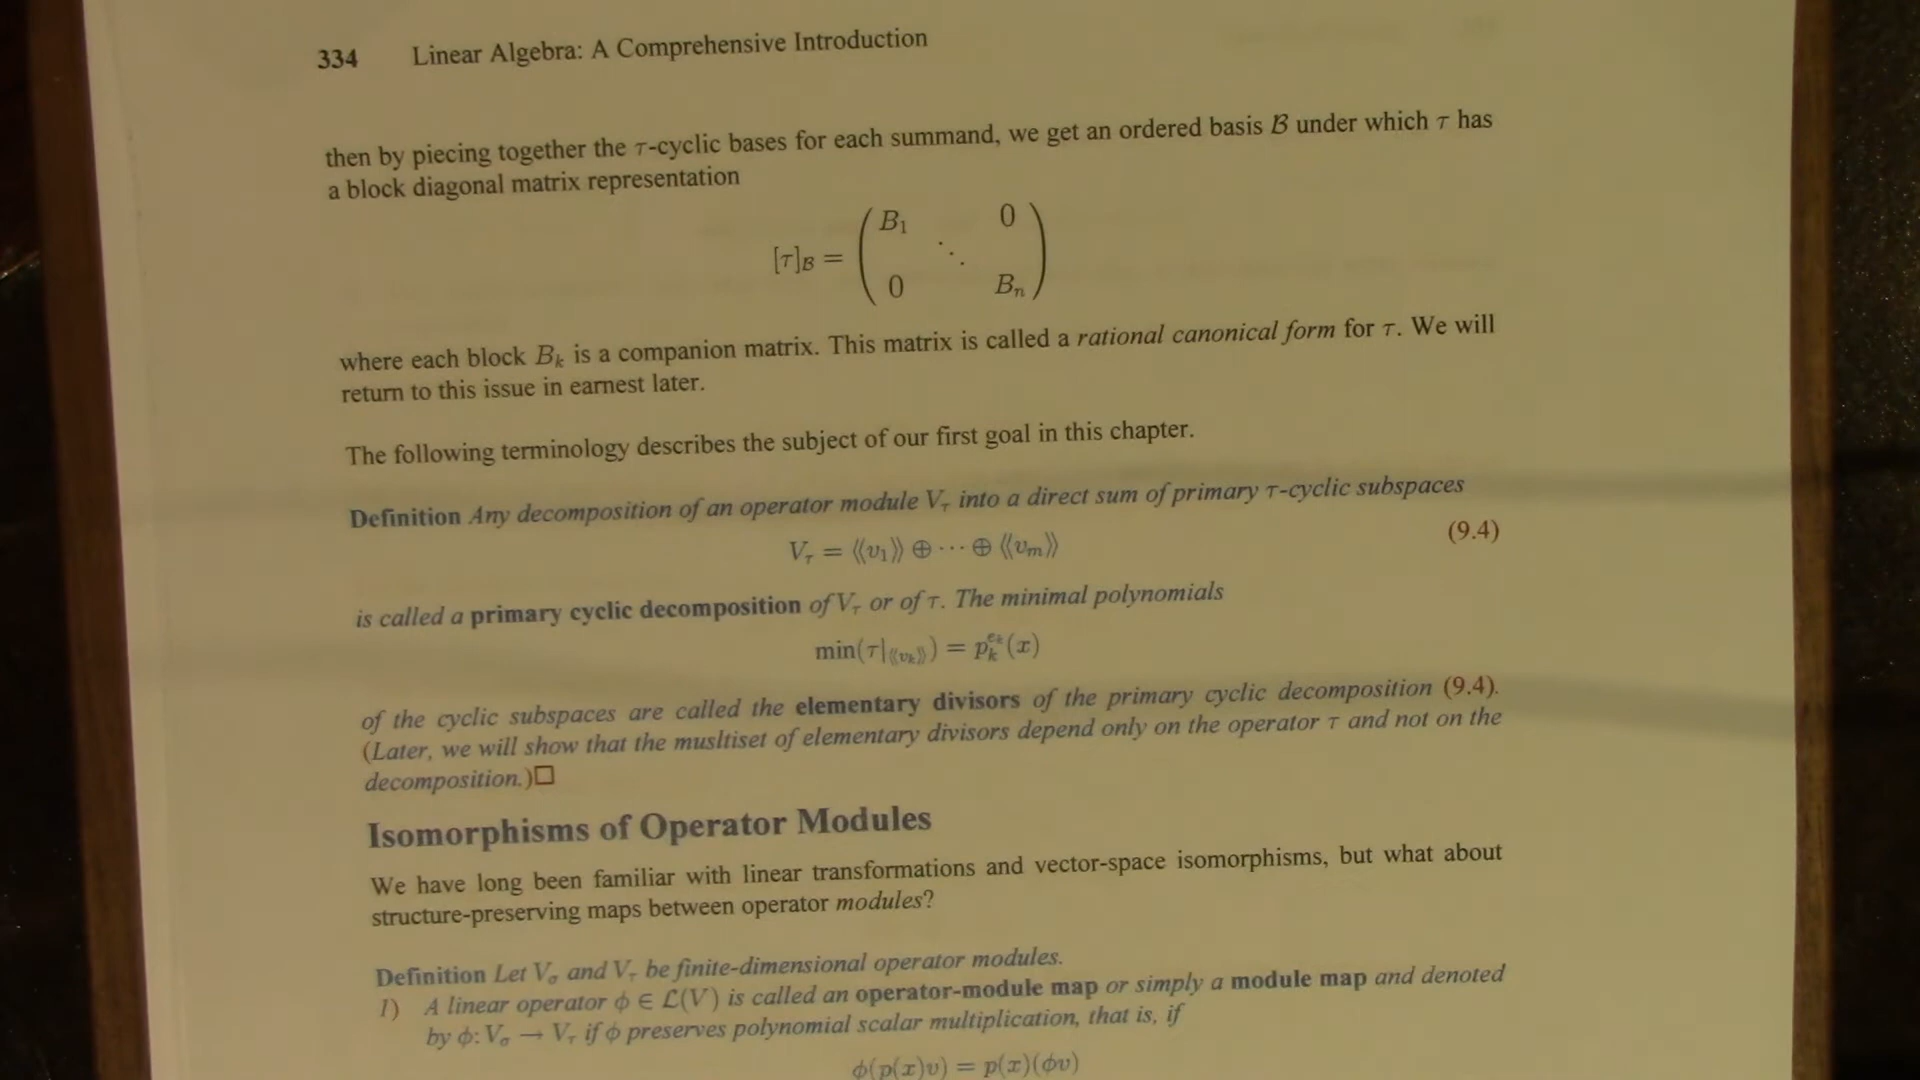 334 Linear Algebra: A Comprehensive Introduction
then by piecing together the τ-cyclic bases for each summand, we get an ordered basis ℬ under which τ has
a block diagonal matrix representation
[τ]_ℬ = ( B₁ 0
⋱
0 Bₙ )
where each block Bₖ is a companion matrix. This matrix is called a rational canonical form for τ. We will
return to this issue in earnest later.
The following terminology describes the subject of our first goal in this chapter.
Definition Any decomposition of an operator module V_τ into a direct sum of primary τ-cyclic subspaces
V_τ = ⟪v₁⟫ ⊕ ⋯ ⊕ ⟪vₘ⟫ (9.4)
is called a primary cyclic decomposition of V_τ or of τ. The minimal polynomials
min(τ|_⟪vₖ⟫) = pₖ^{eₖ}(x)
of the cyclic subspaces are called the elementary divisors of the primary cyclic decomposition (9.4).
(Later, we will show that the musltiset of elementary divisors depend only on the operator τ and not on the
decomposition.)□
Isomorphisms of Operator Modules
We have long been familiar with linear transformations and vector-space isomorphisms, but what about
structure-preserving maps between operator modules?
Definition Let V_σ and V_τ be finite-dimensional operator modules.
1) A linear operator ϕ ∈ ℒ(V) is called an operator-module map or simply a module map and denoted
by ϕ: V_σ → V_τ if ϕ preserves polynomial scalar multiplication, that is, if
ϕ(p(x)v) = p(x)(ϕv)